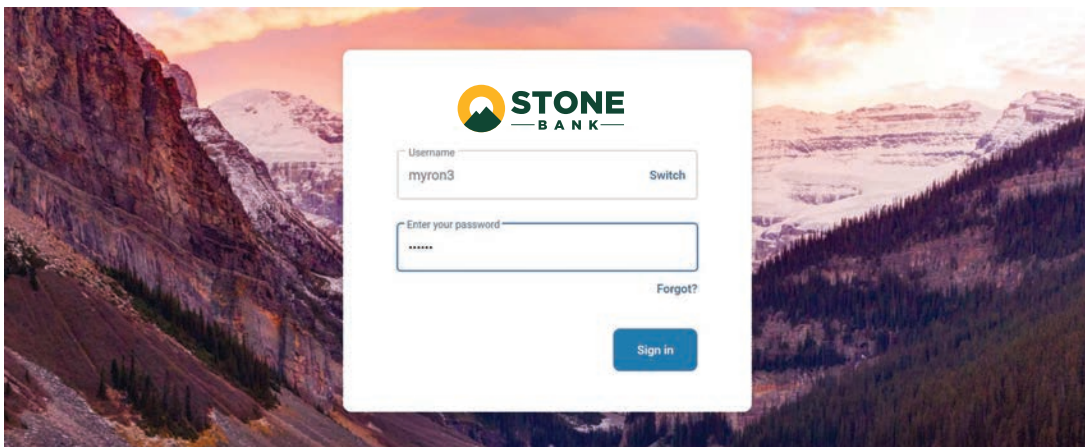 STONE
BANK
Username
myron3 Switch
Enter your password
••••••
Forgot?
Sign in